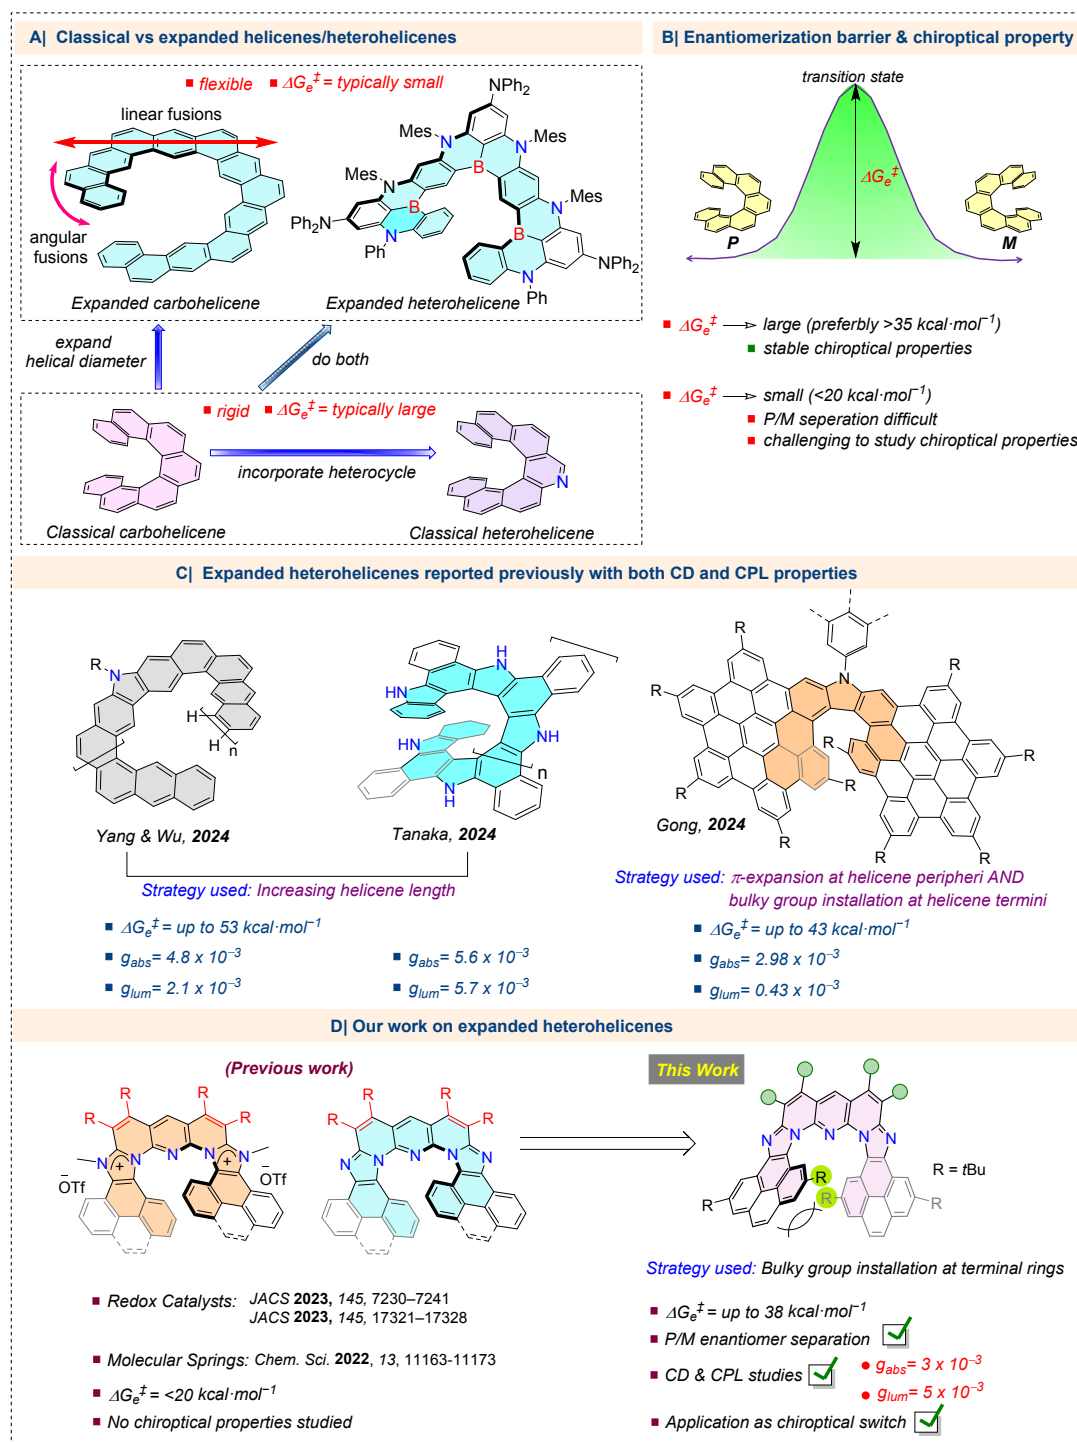 A| Classical vs expanded helicenes/heterohelicenes
flexible ΔGe‡ = typically small
linear fusions
angular
fusions
NPh2
Mes
N
N
Mes
B
Mes
N
B
NPh2
N
Ph
N
Mes
B
NPh2
N
Ph
Expanded carbohelicene
Expanded heterohelicene
expand
helical diameter
do both
rigid ΔGe‡ = typically large
incorporate heterocycle
N
Classical carbohelicene
Classical heterohelicene
B| Enantiomerization barrier & chiroptical property
transition state
ΔGe‡
P
M
ΔGe‡ large (preferbly >35 kcal·mol−1)
stable chiroptical properties
ΔGe‡ small (<20 kcal·mol−1)
P/M seperation difficult
challenging to study chiroptical properties
C| Expanded heterohelicenes reported previously with both CD and CPL properties
R
N
H
H
n
Yang & Wu, 2024
H
N
HN
NH
HN
N
H
n
Tanaka, 2024
Strategy used: Increasing helicene length
ΔGe‡ = up to 53 kcal·mol−1
gabs= 4.8 x 10−3
glum= 2.1 x 10−3
gabs= 5.6 x 10−3
glum= 5.7 x 10−3
R
N
R
R
R
R
R
R
R
R
R
R
Gong, 2024
Strategy used: π-expansion at helicene peripheri AND
bulky group installation at helicene termini
ΔGe‡ = up to 43 kcal·mol−1
gabs= 2.98 x 10−3
glum= 0.43 x 10−3
D| Our work on expanded heterohelicenes
(Previous work)
R
R
R
R
N
N
N
N
N
+
+
−
OTf
−
OTf
R
R
R
R
N
N
N
N
N
This Work
N
N
N
N
N
R
R
R
R
R = tBu
Strategy used: Bulky group installation at terminal rings
Redox Catalysts: JACS 2023, 145, 7230–7241
JACS 2023, 145, 17321–17328
Molecular Springs: Chem. Sci. 2022, 13, 11163-11173
ΔGe‡ = <20 kcal·mol−1
No chiroptical properties studied
ΔGe‡ = up to 38 kcal·mol−1
P/M enantiomer separation
CD & CPL studies
gabs= 3 x 10−3
glum= 5 x 10−3
Application as chiroptical switch